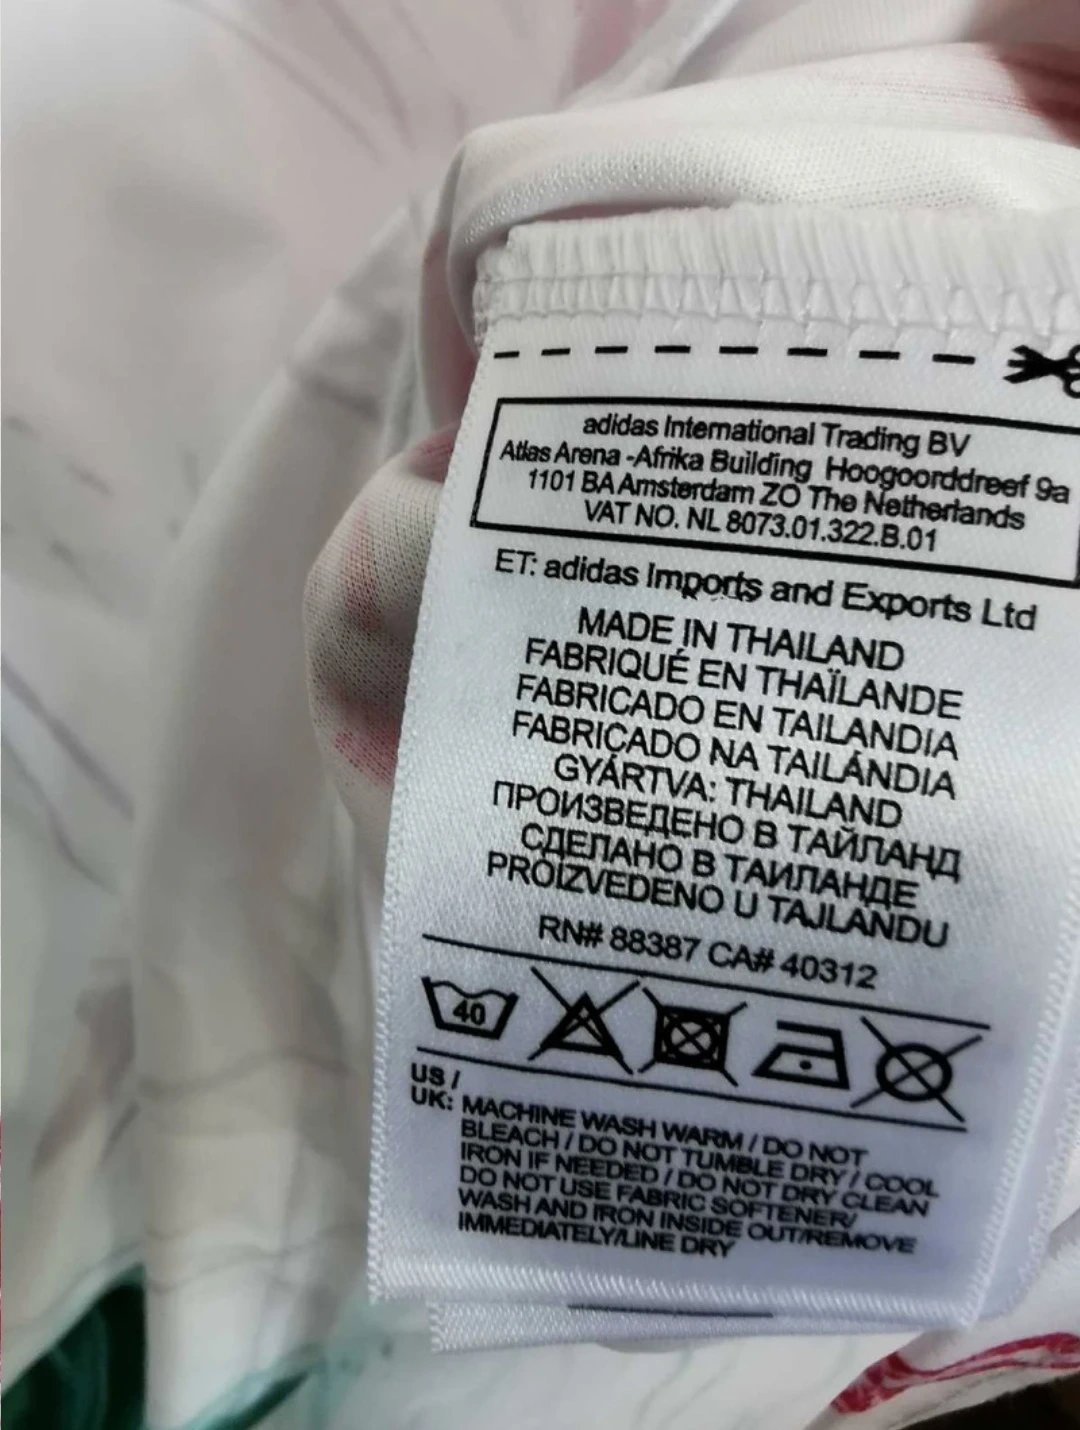 adidas International Trading BV
Atlas Arena -Afrika Building Hoogoorddreef 9a
1101 BA Amsterdam ZO The Netherlands
VAT NO. NL 8073.01.322.B.01
ET: adidas Imports and Exports Ltd
MADE IN THAILAND
FABRIQUÉ EN THAÏLANDE
FABRICADO EN TAILANDIA
FABRICADO NA TAILÁNDIA
GYÁRTVA: THAILAND
ПРОИЗВЕДЕНО В ТАЙЛАНД
СДЕЛАНО В ТАИЛАНДЕ
PROIZVEDENO U TAJLANDU
RN# 88387 CA# 40312
40
US /
UK: MACHINE WASH WARM / DO NOT
BLEACH / DO NOT TUMBLE DRY / COOL
IRON IF NEEDED / DO NOT DRY CLEAN
DO NOT USE FABRIC SOFTENER/
WASH AND IRON INSIDE OUT/REMOVE
IMMEDIATELY/LINE DRY